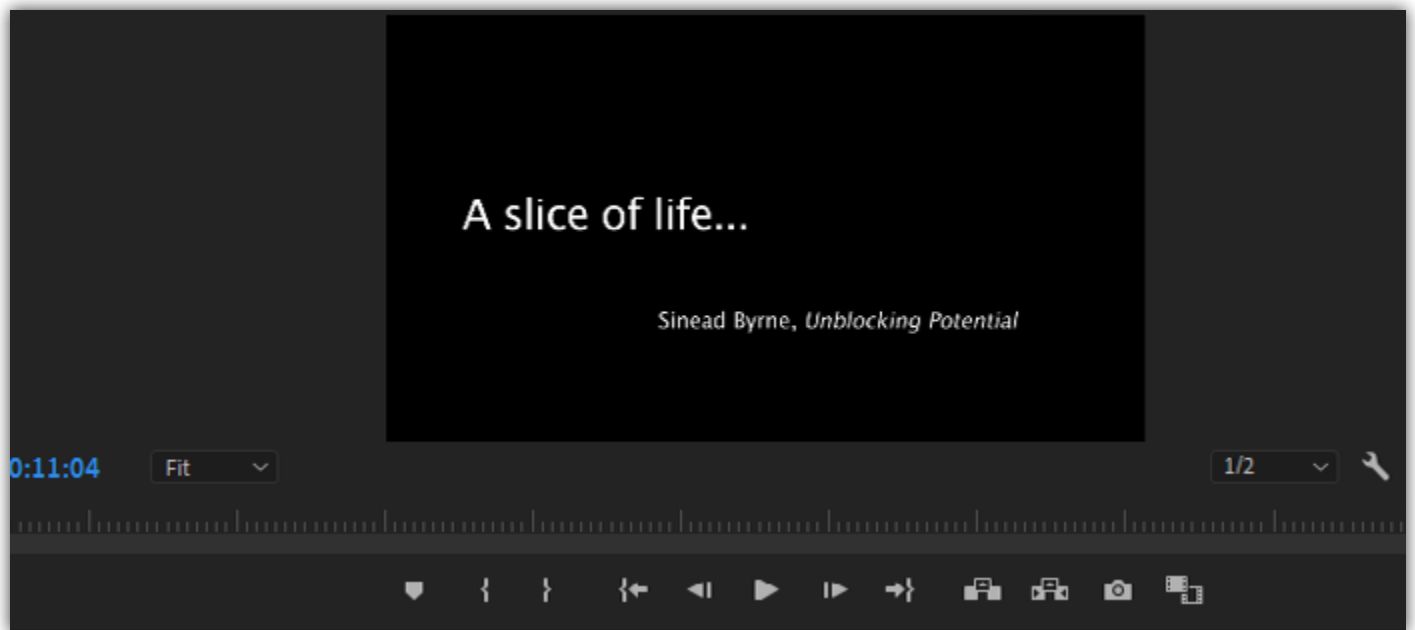 A slice of life...
Sinead Byrne, Unblocking Potential
0:11:04 Fit 1/2